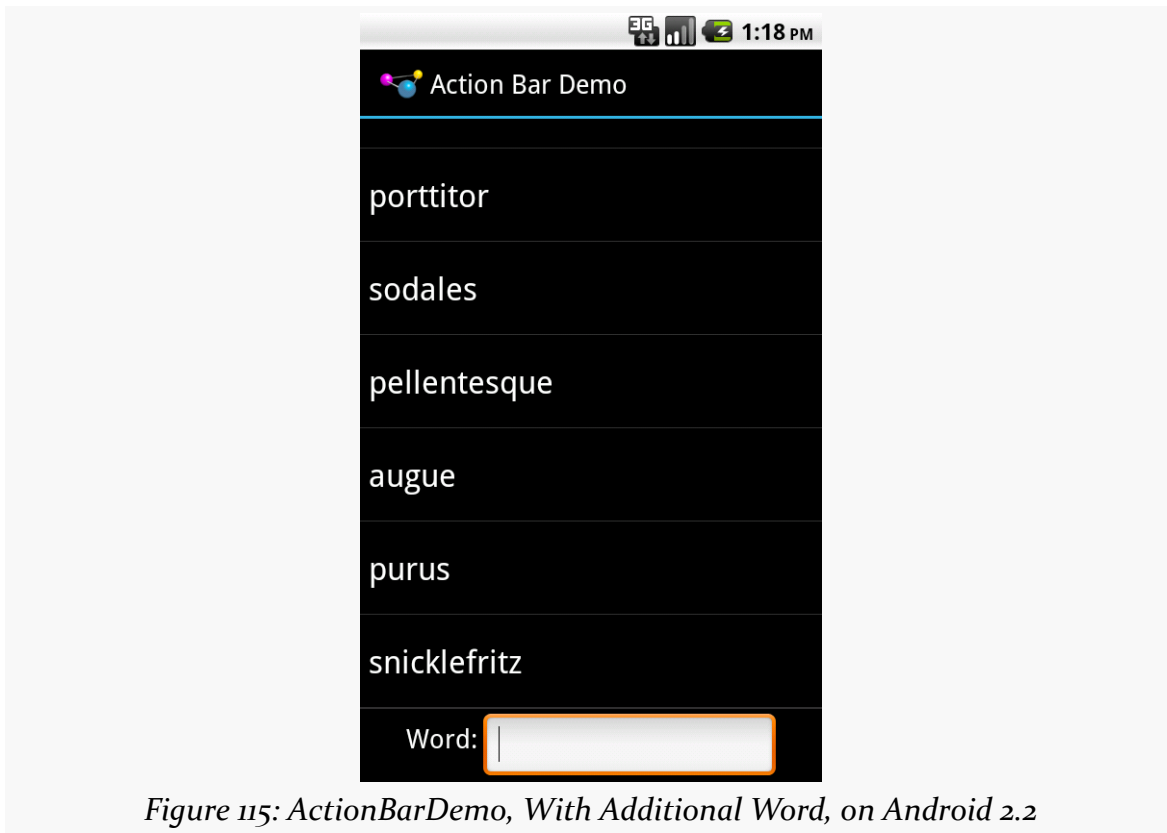 3G 1:18 PM
Action Bar Demo
porttitor
sodales
pellentesque
augue
purus
snicklefritz
Word:
Figure 115: ActionBarDemo, With Additional Word, on Android 2.2